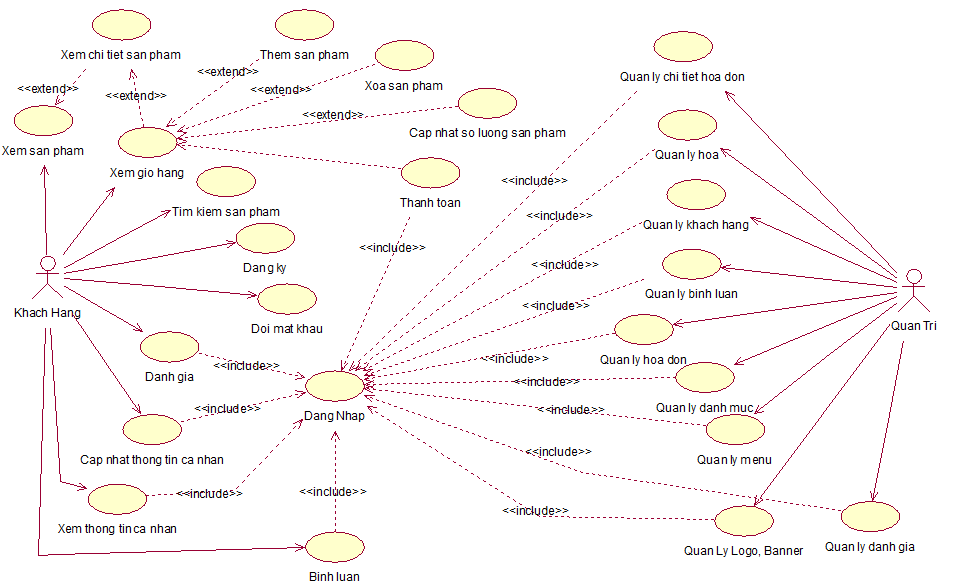 Xem chi tiet san pham
Them san pham
Xoa san pham
Quan ly chi tiet hoa don
<<extend>>
<<extend>>
<<extend>>
<<extend>>
<<extend>>
Xem san pham
Cap nhat so luong san pham
Quan ly hoa
Xem gio hang
<<include>>
Thanh toan
Tim kiem san pham
<<include>>
Quan ly khach hang
<<include>>
Dang ky
<<include>>
Quan ly binh luan
<<include>>
Khach Hang
Doi mat khau
Quan Tri
<<include>>
Quan ly hoa don
<<include>>
Danh gia
<<include>>
Quan ly danh muc
<<include>>
<<include>>
Dang Nhap
Cap nhat thong tin ca nhan
<<include>>
Quan ly menu
<<include>>
<<include>>
<<include>>
Xem thong tin ca nhan
Quan Ly Logo, Banner
Quan ly danh gia
Binh luan